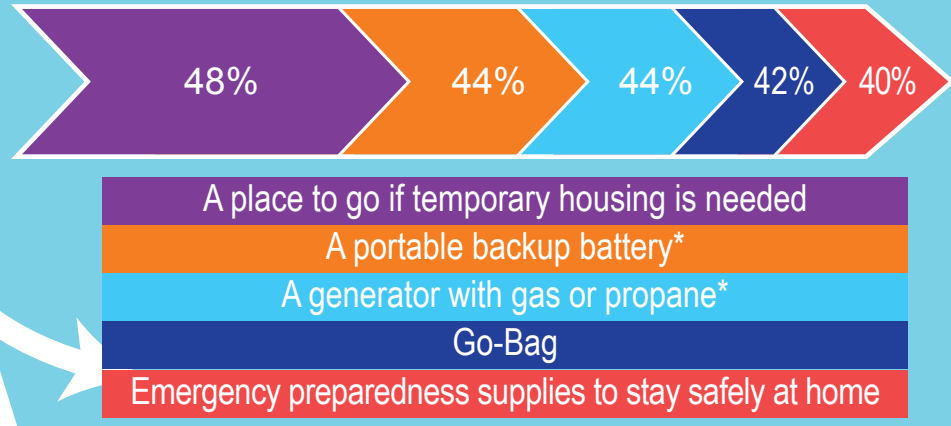 48% 44% 44% 42% 40%
A place to go if temporary housing is needed
A portable backup battery*
A generator with gas or propane*
Go-Bag
Emergency preparedness supplies to stay safely at home